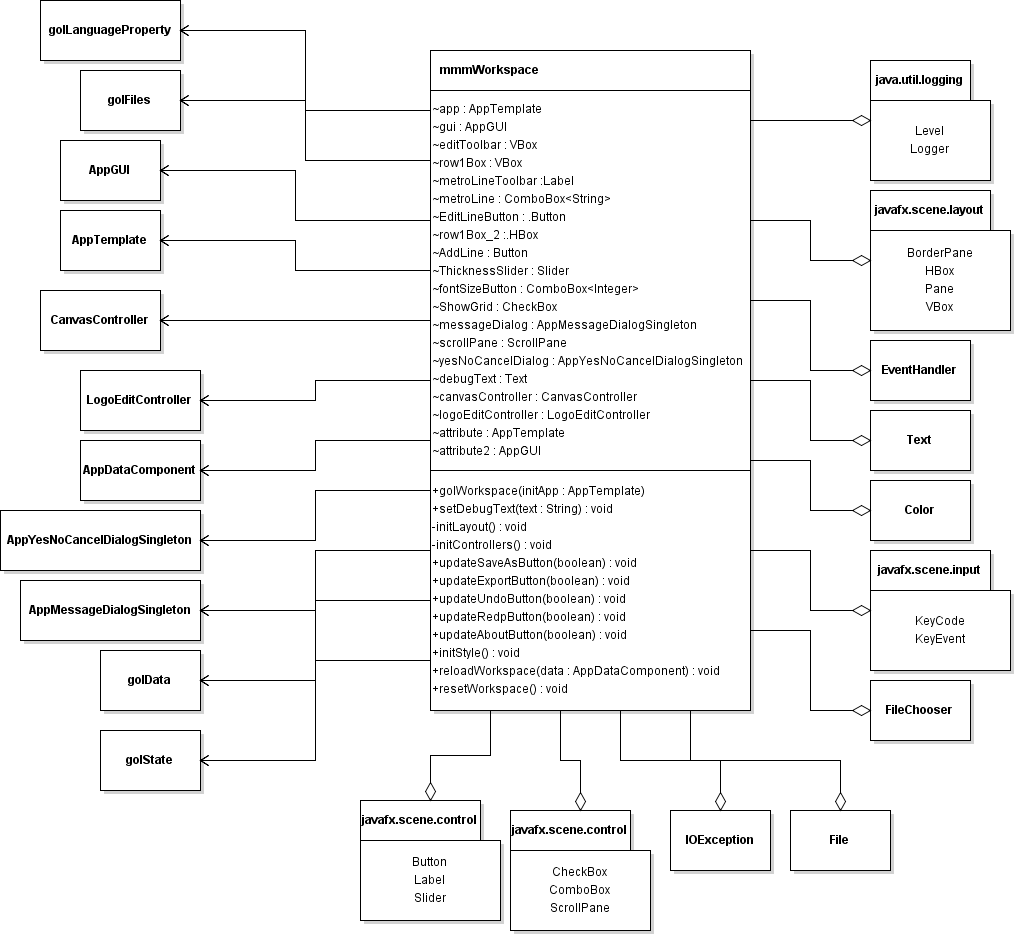 golLanguageProperty
golFiles
AppGUI
AppTemplate
CanvasController
LogoEditController
AppDataComponent
AppYesNoCancelDialogSingleton
AppMessageDialogSingleton
golData
golState
mmmWorkspace
~app : AppTemplate
~gui : AppGUI
~editToolbar : VBox
~row1Box : VBox
~metroLineToolbar :Label
~metroLine : ComboBox<String>
~EditLineButton : .Button
~row1Box_2 :.HBox
~AddLine : Button
~ThicknessSlider : Slider
~fontSizeButton : ComboBox<Integer>
~ShowGrid : CheckBox
~messageDialog : AppMessageDialogSingleton
~scrollPane : ScrollPane
~yesNoCancelDialog : AppYesNoCancelDialogSingleton
~debugText : Text
~canvasController : CanvasController
~logoEditController : LogoEditController
~attribute : AppTemplate
~attribute2 : AppGUI
+golWorkspace(initApp : AppTemplate)
+setDebugText(text : String) : void
-initLayout() : void
-initControllers() : void
+updateSaveAsButton(boolean) : void
+updateExportButton(boolean) : void
+updateUndoButton(boolean) : void
+updateRedpButton(boolean) : void
+updateAboutButton(boolean) : void
+initStyle() : void
+reloadWorkspace(data : AppDataComponent) : void
+resetWorkspace() : void
java.util.logging
Level
Logger
javafx.scene.layout
BorderPane
HBox
Pane
VBox
EventHandler
Text
Color
javafx.scene.input
KeyCode
KeyEvent
FileChooser
javafx.scene.control
Button
Label
Slider
javafx.scene.control
CheckBox
ComboBox
ScrollPane
IOException
File